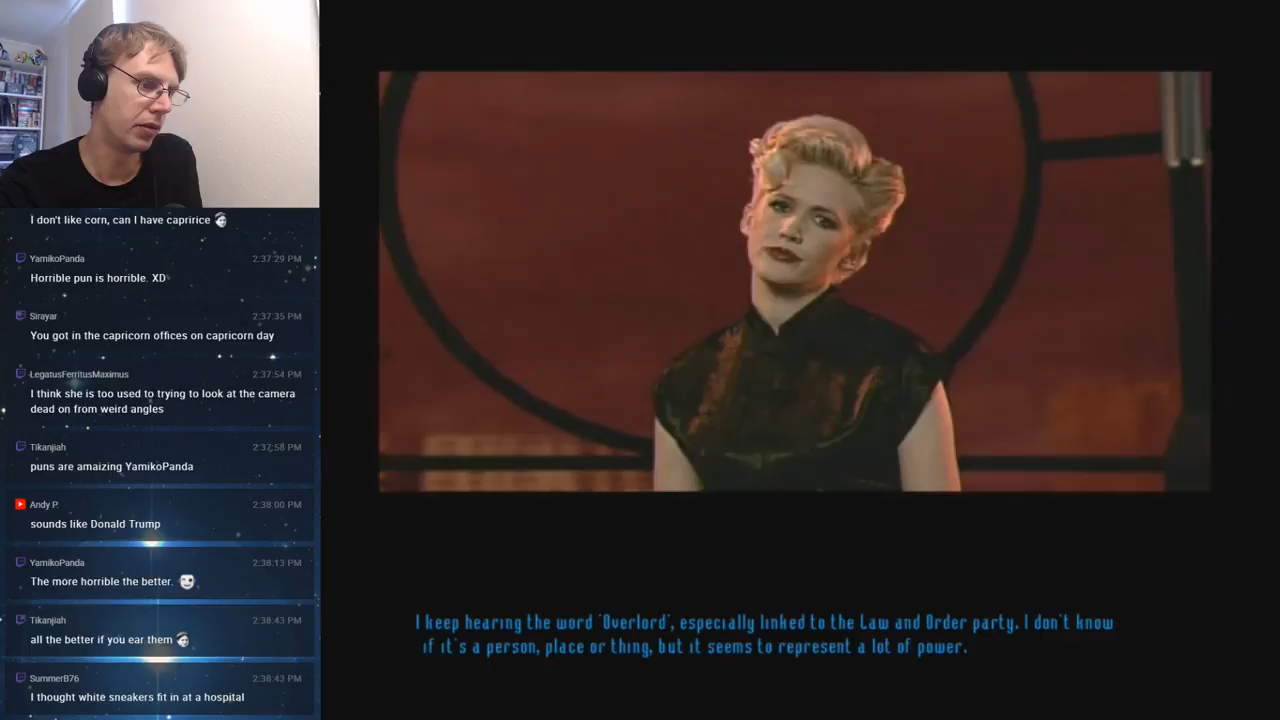 I don't like corn, can I have capririce
YamikoPanda 2:37:29 PM
Horrible pun is horrible. XD
Sirayar 2:37:35 PM
You got in the capricorn offices on capricorn day
LegatusFerritusMaximus 2:37:54 PM
I think she is too used to trying to look at the camera
dead on from weird angles
Tikanjiah 2:37:58 PM
puns are amaizing YamikoPanda
Andy P. 2:38:00 PM
sounds like Donald Trump
YamikoPanda 2:38:13 PM
The more horrible the better.
Tikanjiah 2:38:43 PM
all the better if you ear them
SummerB76 2:38:43 PM
I thought white sneakers fit in at a hospital
I keep hearing the word 'Overlord', especially linked to the Law and Order party. I don't know
if it's a person, place or thing, but it seems to represent a lot of power.